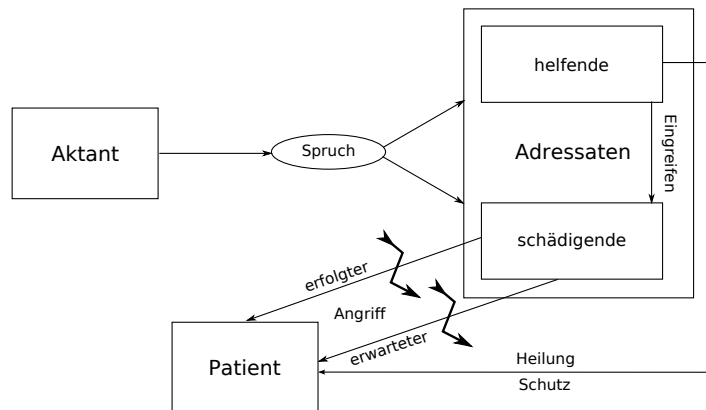 helfende
Aktant
Spruch
Adressaten
Eingreifen
schädigende
erfolgter
Angriff
erwarteter
Patient
Heilung
Schutz